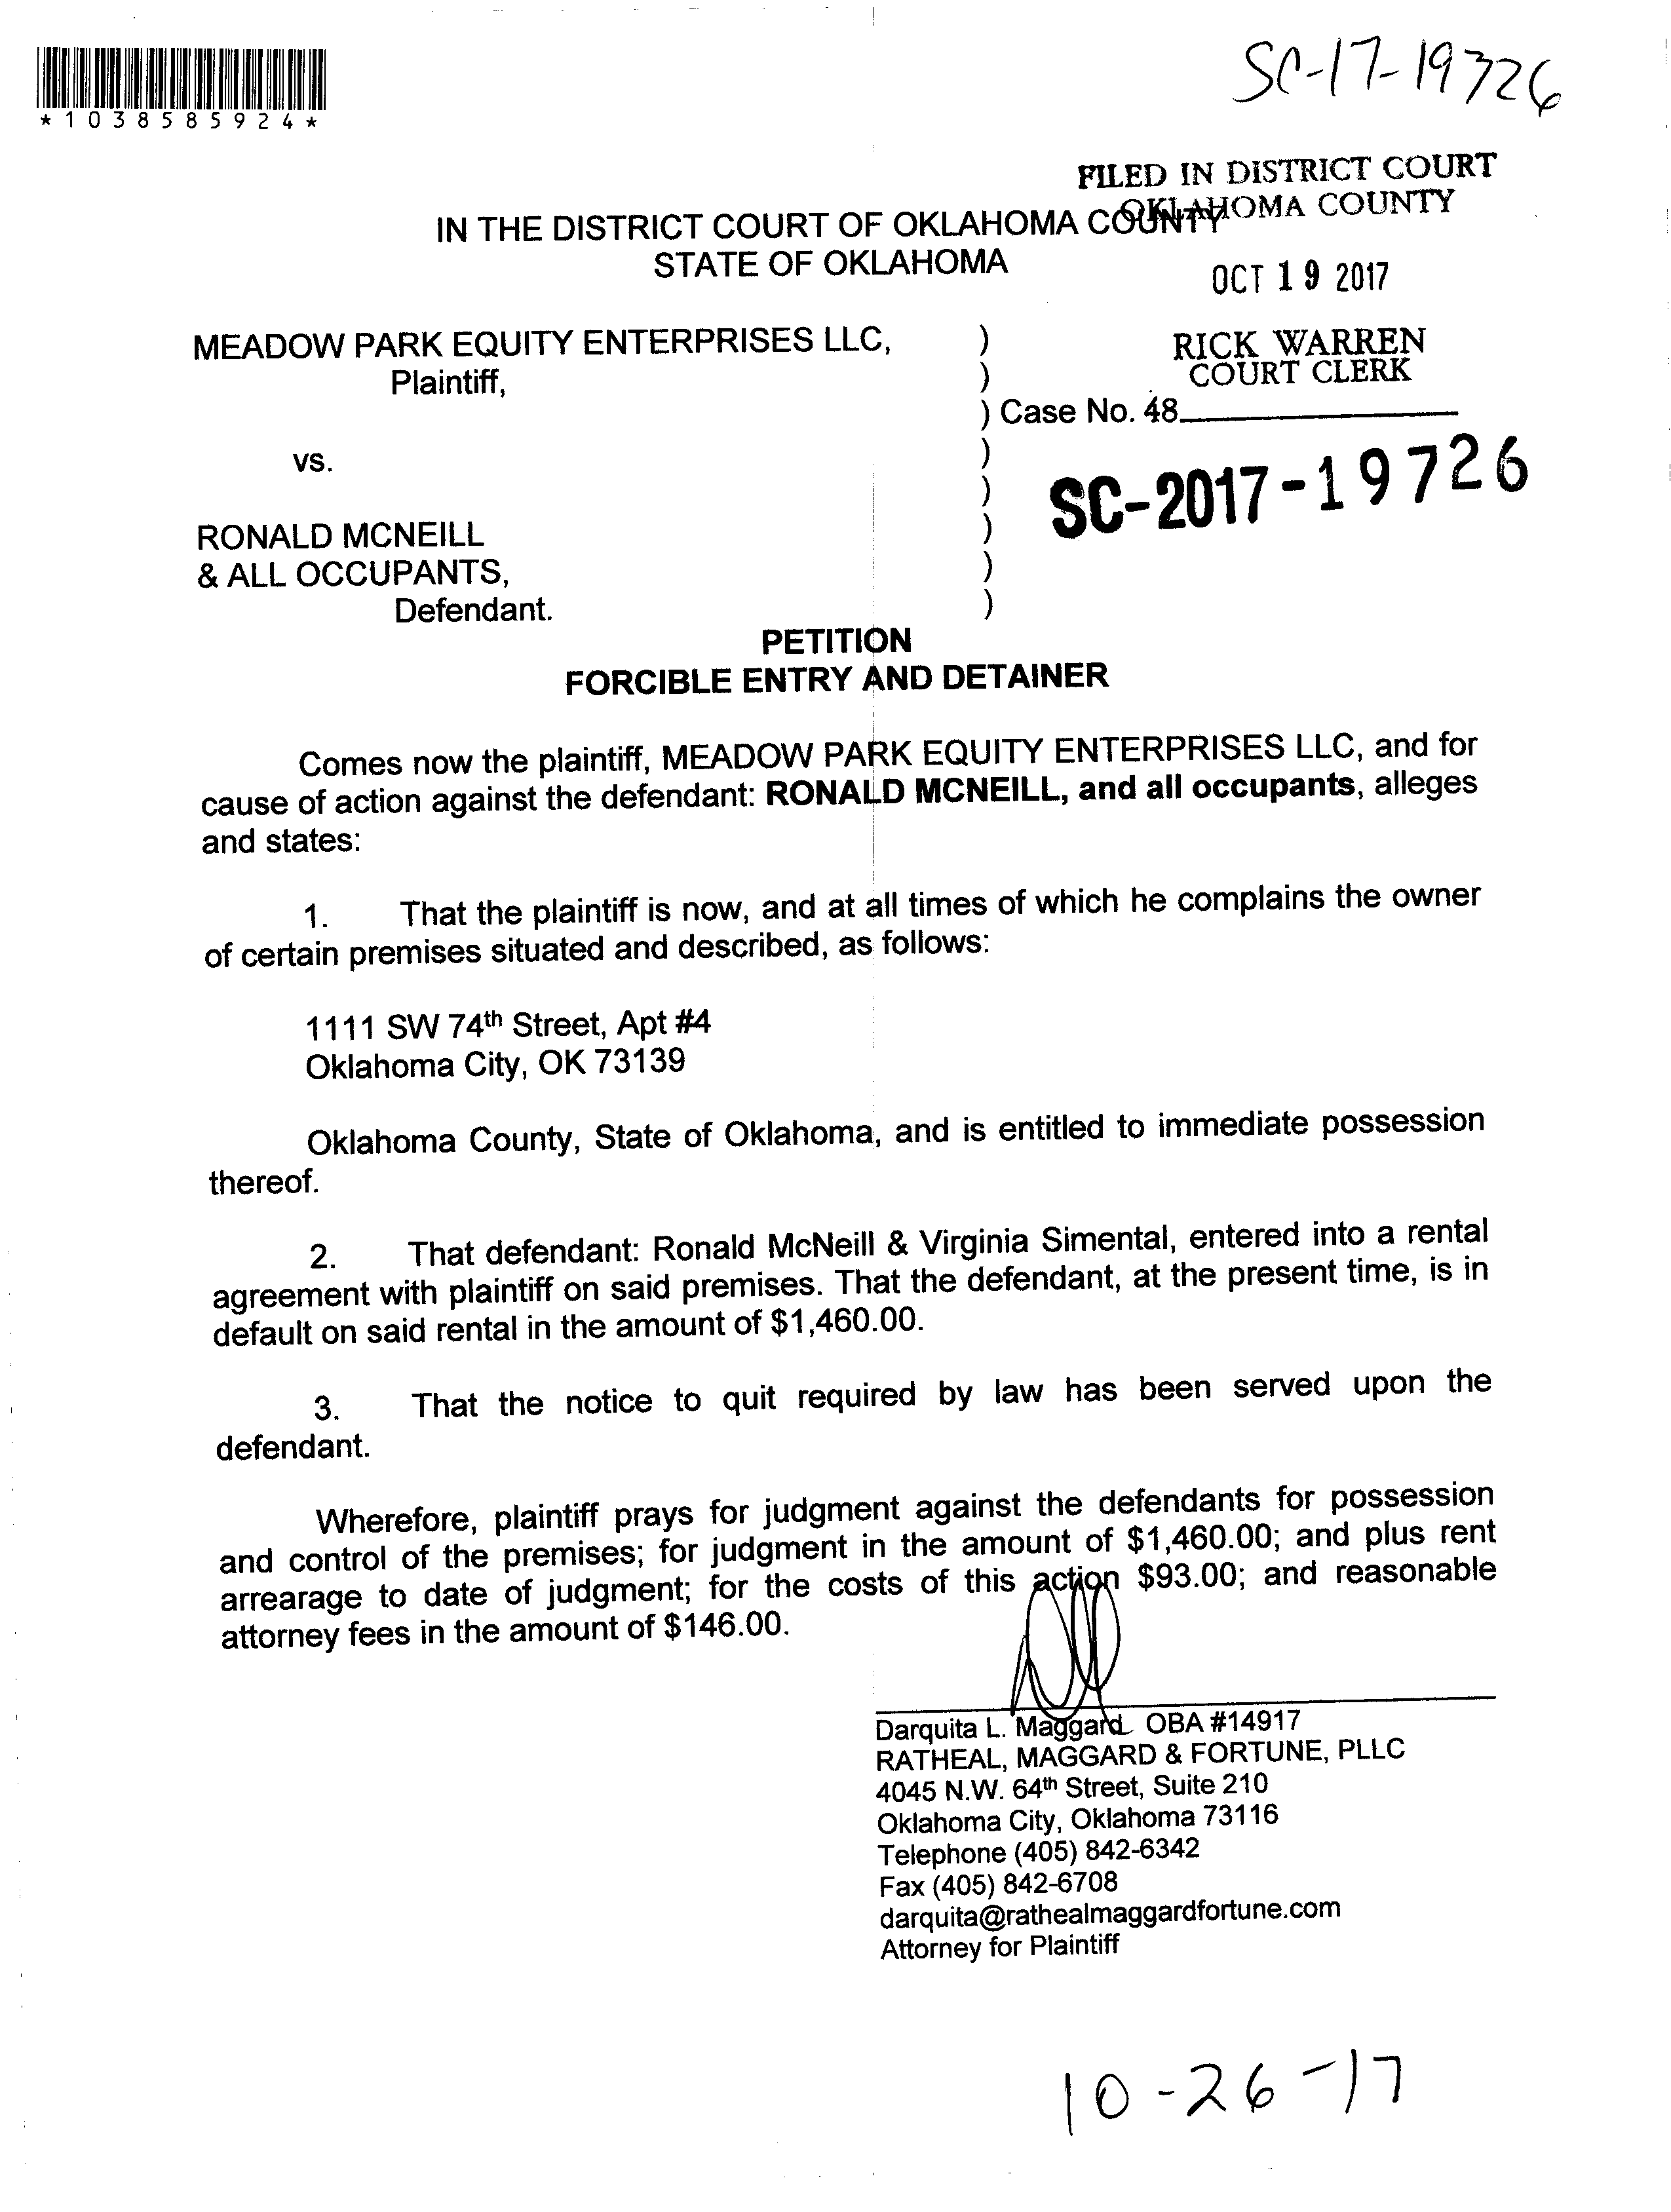 SC-17-19726
*1038585924*
FILED IN DISTRICT COURT
OKLAHOMA COUNTY
IN THE DISTRICT COURT OF OKLAHOMA COUNTY
STATE OF OKLAHOMA
OCT 19 2017
MEADOW PARK EQUITY ENTERPRISES LLC, )
Plaintiff, )
RICK WARREN
COURT CLERK
) Case No. 48
)
vs.
) SC-2017-19726
RONALD MCNEILL )
& ALL OCCUPANTS, )
Defendant. )
PETITION
FORCIBLE ENTRY AND DETAINER
Comes now the plaintiff, MEADOW PARK EQUITY ENTERPRISES LLC, and for
cause of action against the defendant: RONALD MCNEILL, and all occupants, alleges
and states:
1. That the plaintiff is now, and at all times of which he complains the owner
of certain premises situated and described, as follows:
1111 SW 74th Street, Apt #4
Oklahoma City, OK 73139
Oklahoma County, State of Oklahoma, and is entitled to immediate possession
thereof.
2. That defendant: Ronald McNeill & Virginia Simental, entered into a rental
agreement with plaintiff on said premises. That the defendant, at the present time, is in
default on said rental in the amount of $1,460.00.
3. That the notice to quit required by law has been served upon the
defendant.
Wherefore, plaintiff prays for judgment against the defendants for possession
and control of the premises; for judgment in the amount of $1,460.00; and plus rent
arrearage to date of judgment; for the costs of this action $93.00; and reasonable
attorney fees in the amount of $146.00.
Darquita L. Maggard OBA #14917
RATHEAL, MAGGARD & FORTUNE, PLLC
4045 N.W. 64th Street, Suite 210
Oklahoma City, Oklahoma 73116
Telephone (405) 842-6342
Fax (405) 842-6708
darquita@rathealmaggardfortune.com
Attorney for Plaintiff
10-26-17